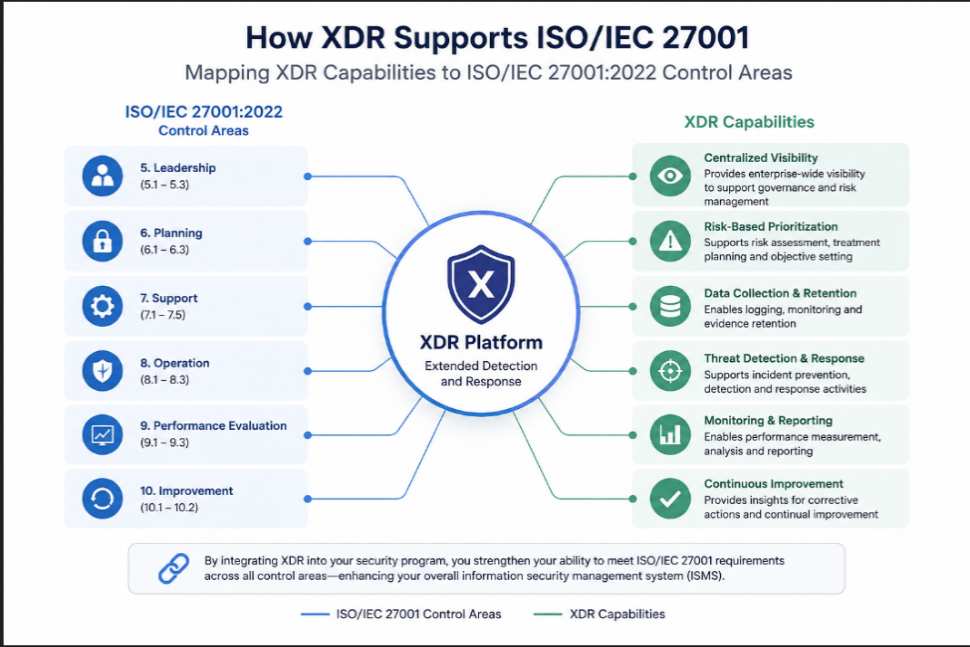 How XDR Supports ISO/IEC 27001
Mapping XDR Capabilities to ISO/IEC 27001:2022 Control Areas
ISO/IEC 27001:2022
Control Areas
5. Leadership
(5.1 – 5.3)
6. Planning
(6.1 – 6.3)
7. Support
(7.1 – 7.5)
8. Operation
(8.1 – 8.3)
9. Performance Evaluation
(9.1 – 9.3)
10. Improvement
(10.1 – 10.2)
X
XDR Platform
Extended Detection
and Response
XDR Capabilities
Centralized Visibility
Provides enterprise-wide visibility
to support governance and risk
management
Risk-Based Prioritization
Supports risk assessment, treatment
planning and objective setting
Data Collection & Retention
Enables logging, monitoring and
evidence retention
Threat Detection & Response
Supports incident prevention,
detection and response activities
Monitoring & Reporting
Enables performance measurement,
analysis and reporting
Continuous Improvement
Provides insights for corrective
actions and continual improvement
By integrating XDR into your security program, you strengthen your ability to meet ISO/IEC 27001 requirements
across all control areas—enhancing your overall information security management system (ISMS).
ISO/IEC 27001 Control Areas
XDR Capabilities